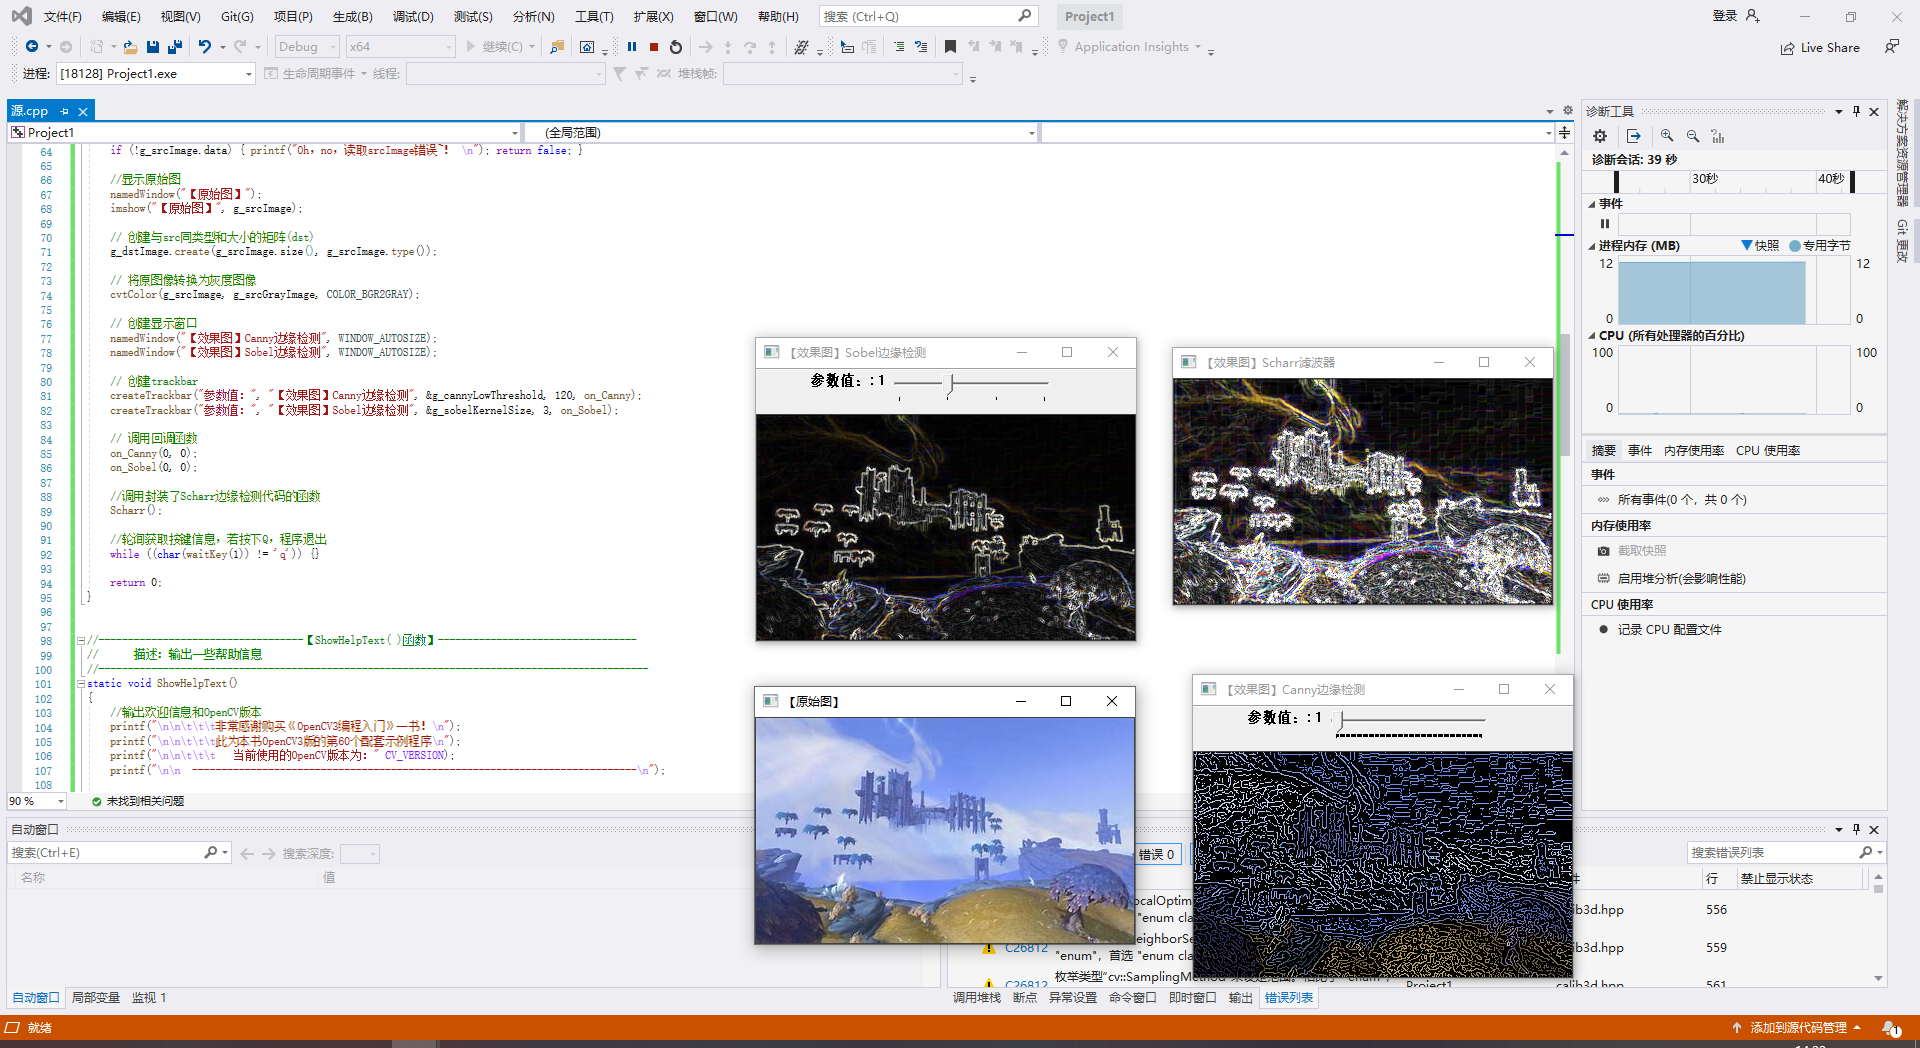 文件(F) 编辑(E) 视图(V) Git(G) 项目(P) 生成(B) 调试(D) 测试(S) 分析(N) 工具(T) 扩展(X) 窗口(W) 帮助(H) 搜索 (Ctrl+Q) Project1 登录
Debug x64 继续(C) Application Insights Live Share
进程: [18128] Project1.exe 生命周期事件 线程: 堆栈帧:
源.cpp
Project1 (全局范围)
64 if (!g_srcImage.data) { printf("Oh, no, 读取srcImage错误~! \n"); return false; }
65
66 //显示原始图
67 namedWindow("【原始图】");
68 imshow("【原始图】", g_srcImage);
69
70 // 创建与src同类型和大小的矩阵(dst)
71 g_dstImage.create(g_srcImage.size(), g_srcImage.type());
72
73 // 将原图像转换为灰度图像
74 cvtColor(g_srcImage, g_srcGrayImage, COLOR_BGR2GRAY);
75
76 // 创建显示窗口
77 namedWindow("【效果图】Canny边缘检测", WINDOW_AUTOSIZE);
78 namedWindow("【效果图】Sobel边缘检测", WINDOW_AUTOSIZE);
79
80 // 创建trackbar
81 createTrackbar("参数值: ", "【效果图】Canny边缘检测", &g_cannyLowThreshold, 120, on_Canny);
82 createTrackbar("参数值: ", "【效果图】Sobel边缘检测", &g_sobelKernelSize, 3, on_Sobel);
83
84 // 调用回调函数
85 on_Canny(0, 0);
86 on_Sobel(0, 0);
87
88 //调用封装了Scharr边缘检测代码的函数
89 Scharr();
90
91 //轮询获取按键信息, 若按下Q, 程序退出
92 while ((char(waitKey(1)) != 'q')) {}
93
94 return 0;
95 }
96
97
98 //-----------------------------------【ShowHelpText( )函数】----------------------------------
99 // 描述: 输出一些帮助信息
100 //----------------------------------------------------------------------------------------------
101 static void ShowHelpText()
102 {
103 //输出欢迎信息和OpenCV版本
104 printf("\n\n\t\t\t非常感谢购买《OpenCV3编程入门》一书! \n");
105 printf("\n\n\t\t\t此为本书OpenCV3版的第60个配套示例程序\n");
106 printf("\n\n\t\t\t 当前使用的OpenCV版本为: " CV_VERSION);
107 printf("\n\n ----------------------------------------------------------------------------\n");
108
90 % 未找到相关问题
【效果图】Sobel边缘检测
参数值: : 1
【效果图】Scharr滤波器
【原始图】
【效果图】Canny边缘检测
参数值: : 1
诊断工具
诊断会话: 39 秒
30秒 40秒
事件
进程内存 (MB) 快照 专用字节
12 12
0 0
CPU (所有处理器的百分比)
100 100
0 0
摘要 事件 内存使用率 CPU 使用率
事件
所有事件(0 个，共 0 个)
内存使用率
截取快照
启用堆分析(会影响性能)
CPU 使用率
记录 CPU 配置文件
解决方案资源管理器
Git 更改
自动窗口
搜索(Ctrl+E) 搜索深度:
名称 值
自动窗口 局部变量 监视 1
错误 0 搜索错误列表
行 禁止显示状态
ocalOptim
"enum cla
ib3d.hpp 556
eighborSe
C26812 "enum"，首选 "enum cla
ib3d.hpp 559
C26812 Project1 calib3d.hpp 561
调用堆栈 断点 异常设置 命令窗口 即时窗口 输出 错误列表
就绪 添加到源代码管理 1